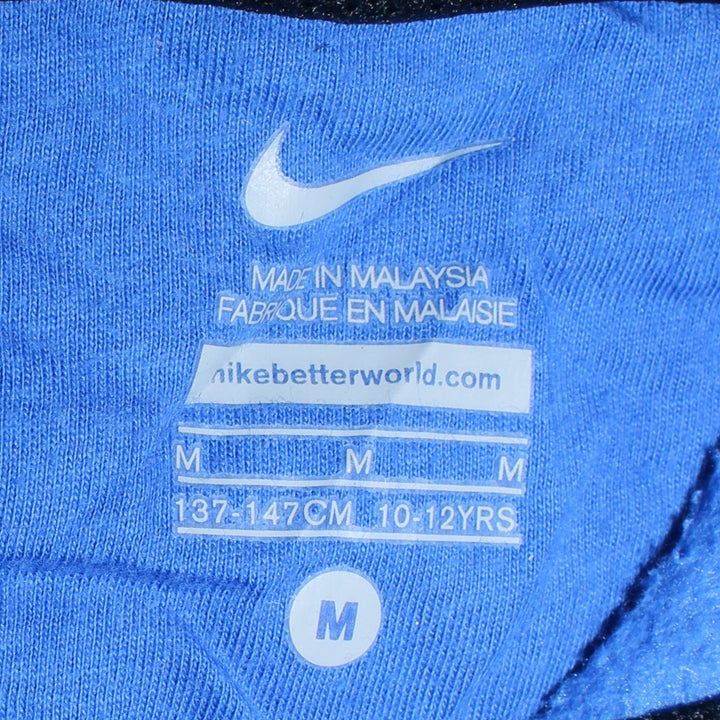 MADE IN MALAYSIA
FABRIQUE EN MALAISIE
nikebetterworld.com
M M M
137-147CM 10-12YRS
M